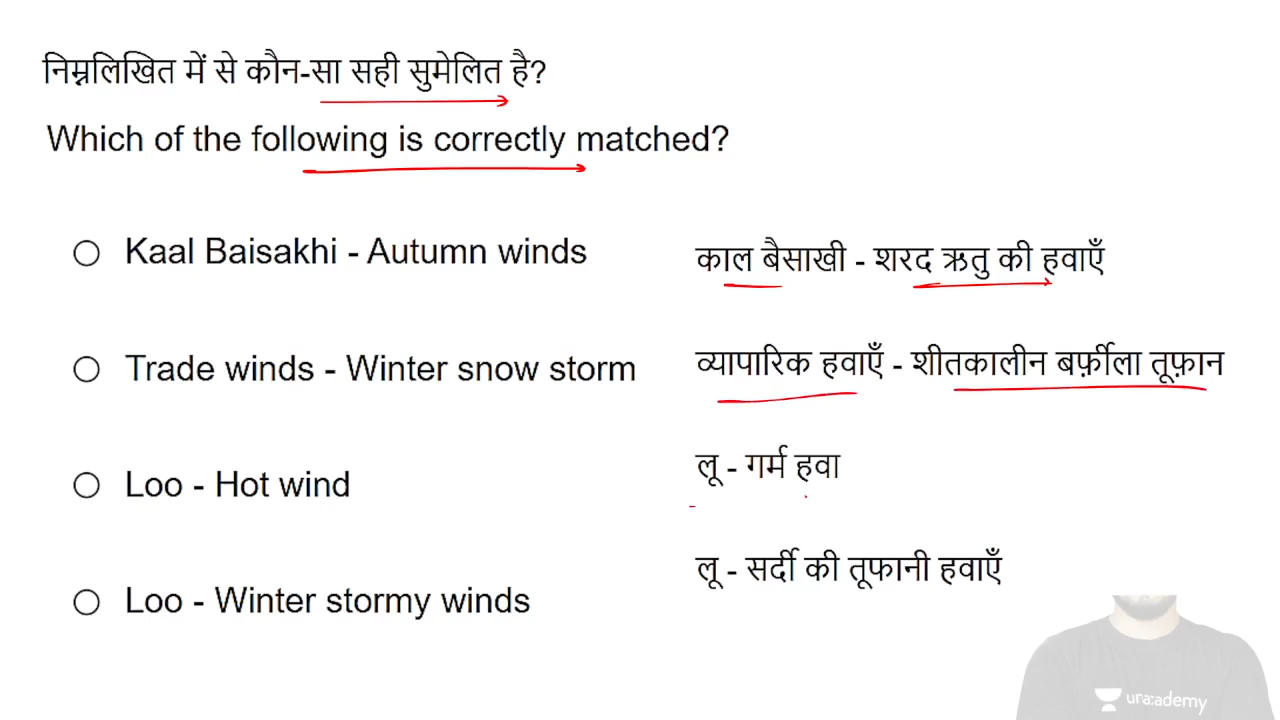 निम्नलिखित में से कौन-सा सही सुमेलित है?
Which of the following is correctly matched?
Kaal Baisakhi - Autumn winds
काल बैसाखी - शरद ऋतु की हवाएँ
Trade winds - Winter snow storm
व्यापारिक हवाएँ - शीतकालीन बर्फ़ीला तूफ़ान
Loo - Hot wind
लू - गर्म हवा
Loo - Winter stormy winds
लू - सर्दी की तूफानी हवाएँ